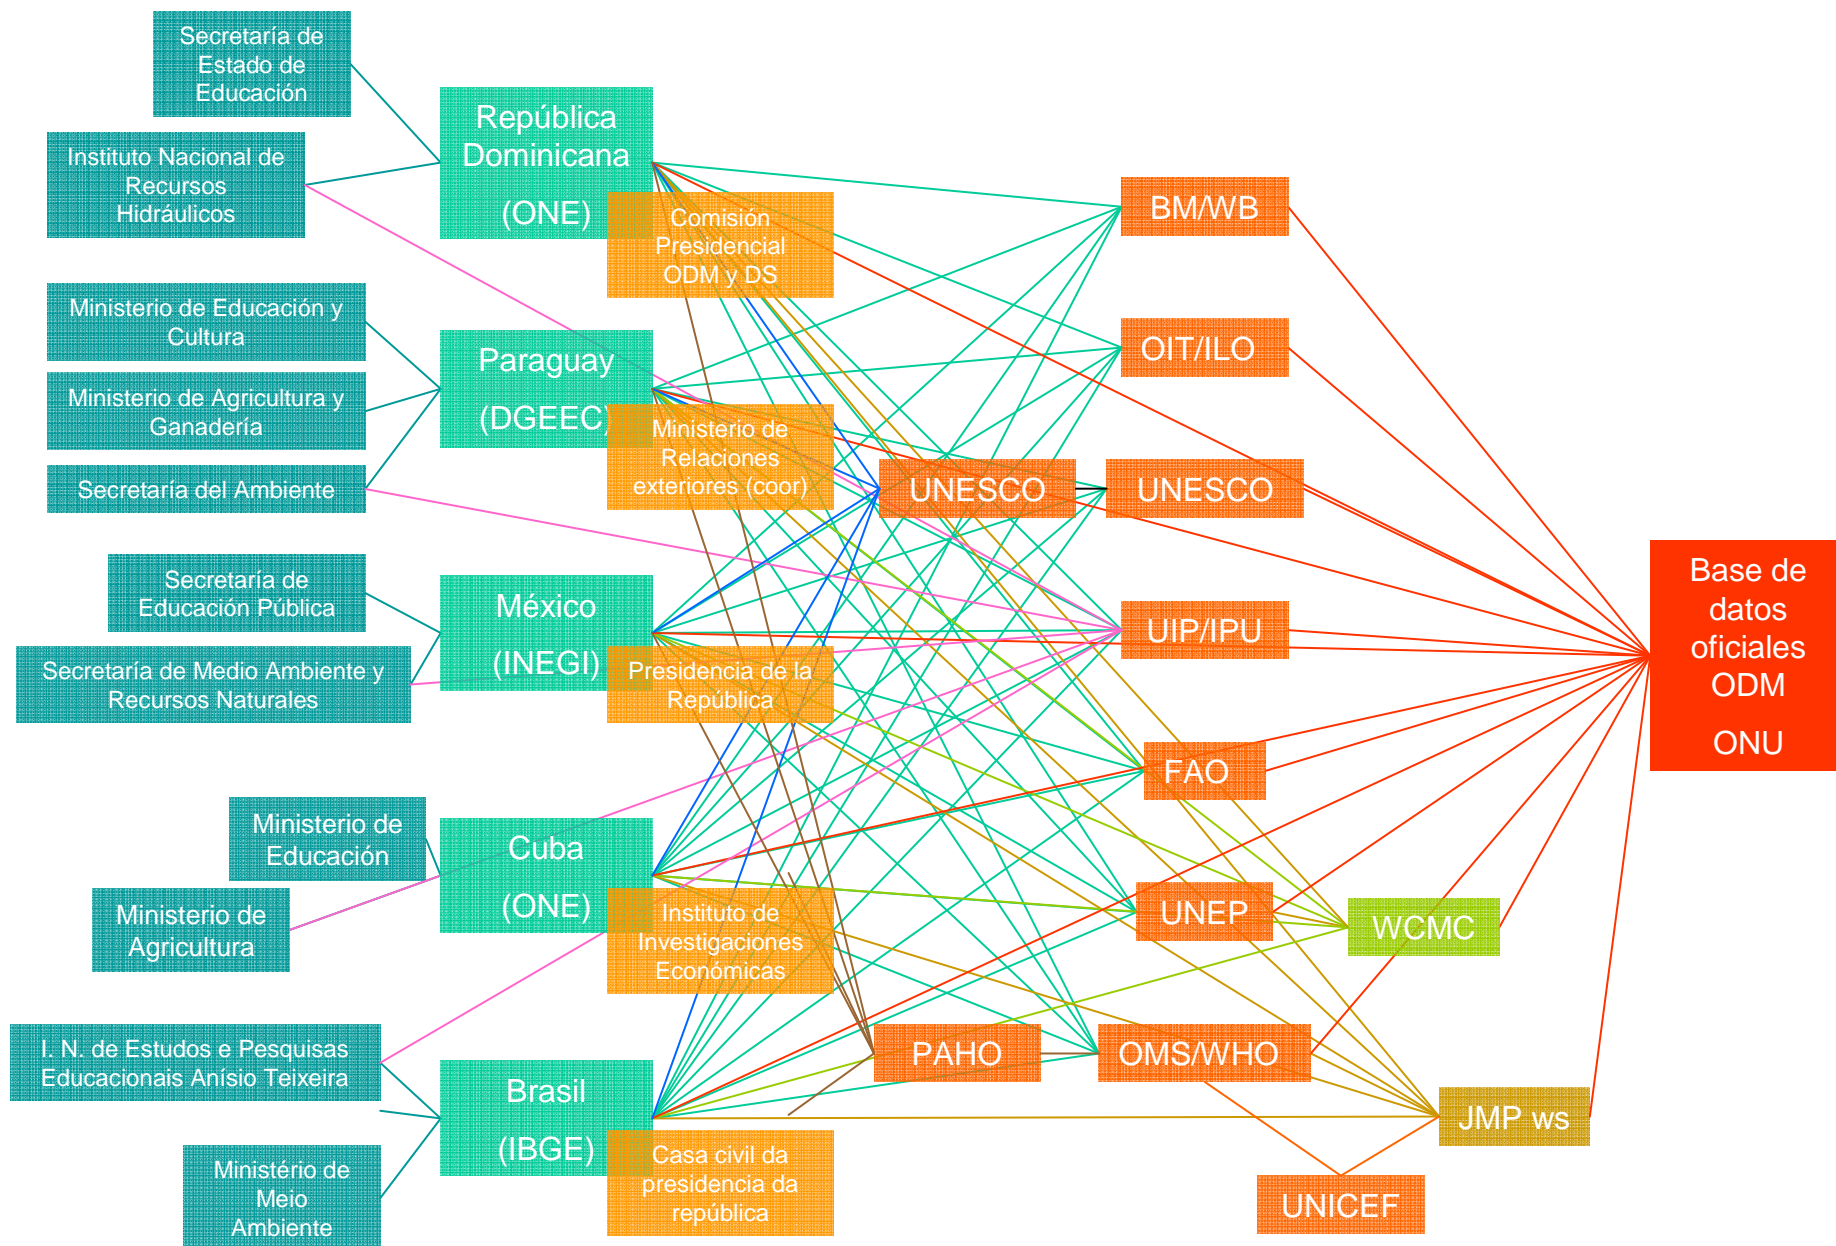 Secretaría de
Estado de
Educación
Instituto Nacional de
Recursos
Hidráulicos
Ministerio de Educación y
Cultura
Ministerio de Agricultura y
Ganadería
Secretaría del Ambiente
Secretaría de
Educación Pública
Secretaría de Medio Ambiente y
Recursos Naturales
Ministerio de
Educación
Ministerio de
Agricultura
I. N. de Estudos e Pesquisas
Educacionais Anísio Teixeira
Ministério de
Meio
Ambiente
República
Dominicana
(ONE)
Comisión
Presidencial
ODM y DS
Paraguay
(DGEEC)
Ministerio de
Relaciones
exteriores (coor)
México
(INEGI)
Presidencia de la
República
Cuba
(ONE)
Instituto de
Investigaciones
Económicas
Brasil
(IBGE)
Casa civil da
presidencia da
república
BM/WB
OIT/ILO
UNESCO
UNESCO
UIP/IPU
FAO
UNEP
WCMC
PAHO
OMS/WHO
JMP ws
UNICEF
Base de
datos
oficiales
ODM
ONU